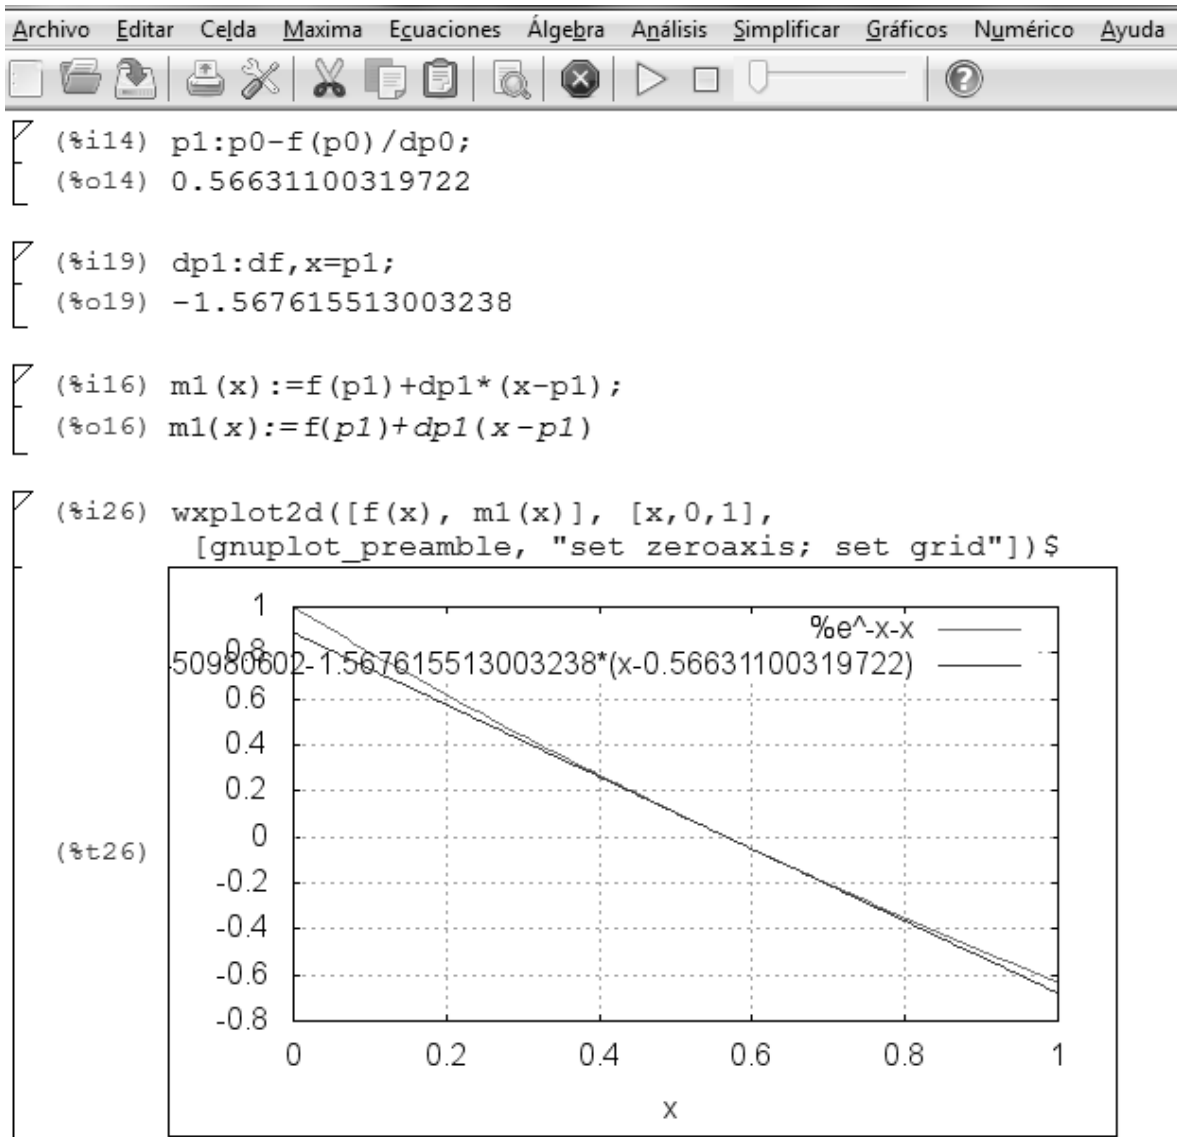 Archivo Editar Celda Maxima Ecuaciones Álgebra Análisis Simplificar Gráficos Numérico Ayuda
(%i14) p1:p0-f(p0)/dp0;
(%o14) 0.56631100319722
(%i19) dp1:df,x=p1;
(%o19) -1.567615513003238
(%i16) m1(x):=f(p1)+dp1*(x-p1);
(%o16) m1(x):=f(p1)+dp1(x-p1)
(%i26) wxplot2d([f(x), m1(x)], [x,0,1],
[gnuplot_preamble, "set zeroaxis; set grid"])$
(%t26)
%e^-x-x
50980602-1.567615513003238*(x-0.56631100319722)
1
0.8
0.6
0.4
0.2
0
-0.2
-0.4
-0.6
-0.8
0 0.2 0.4 0.6 0.8 1
x